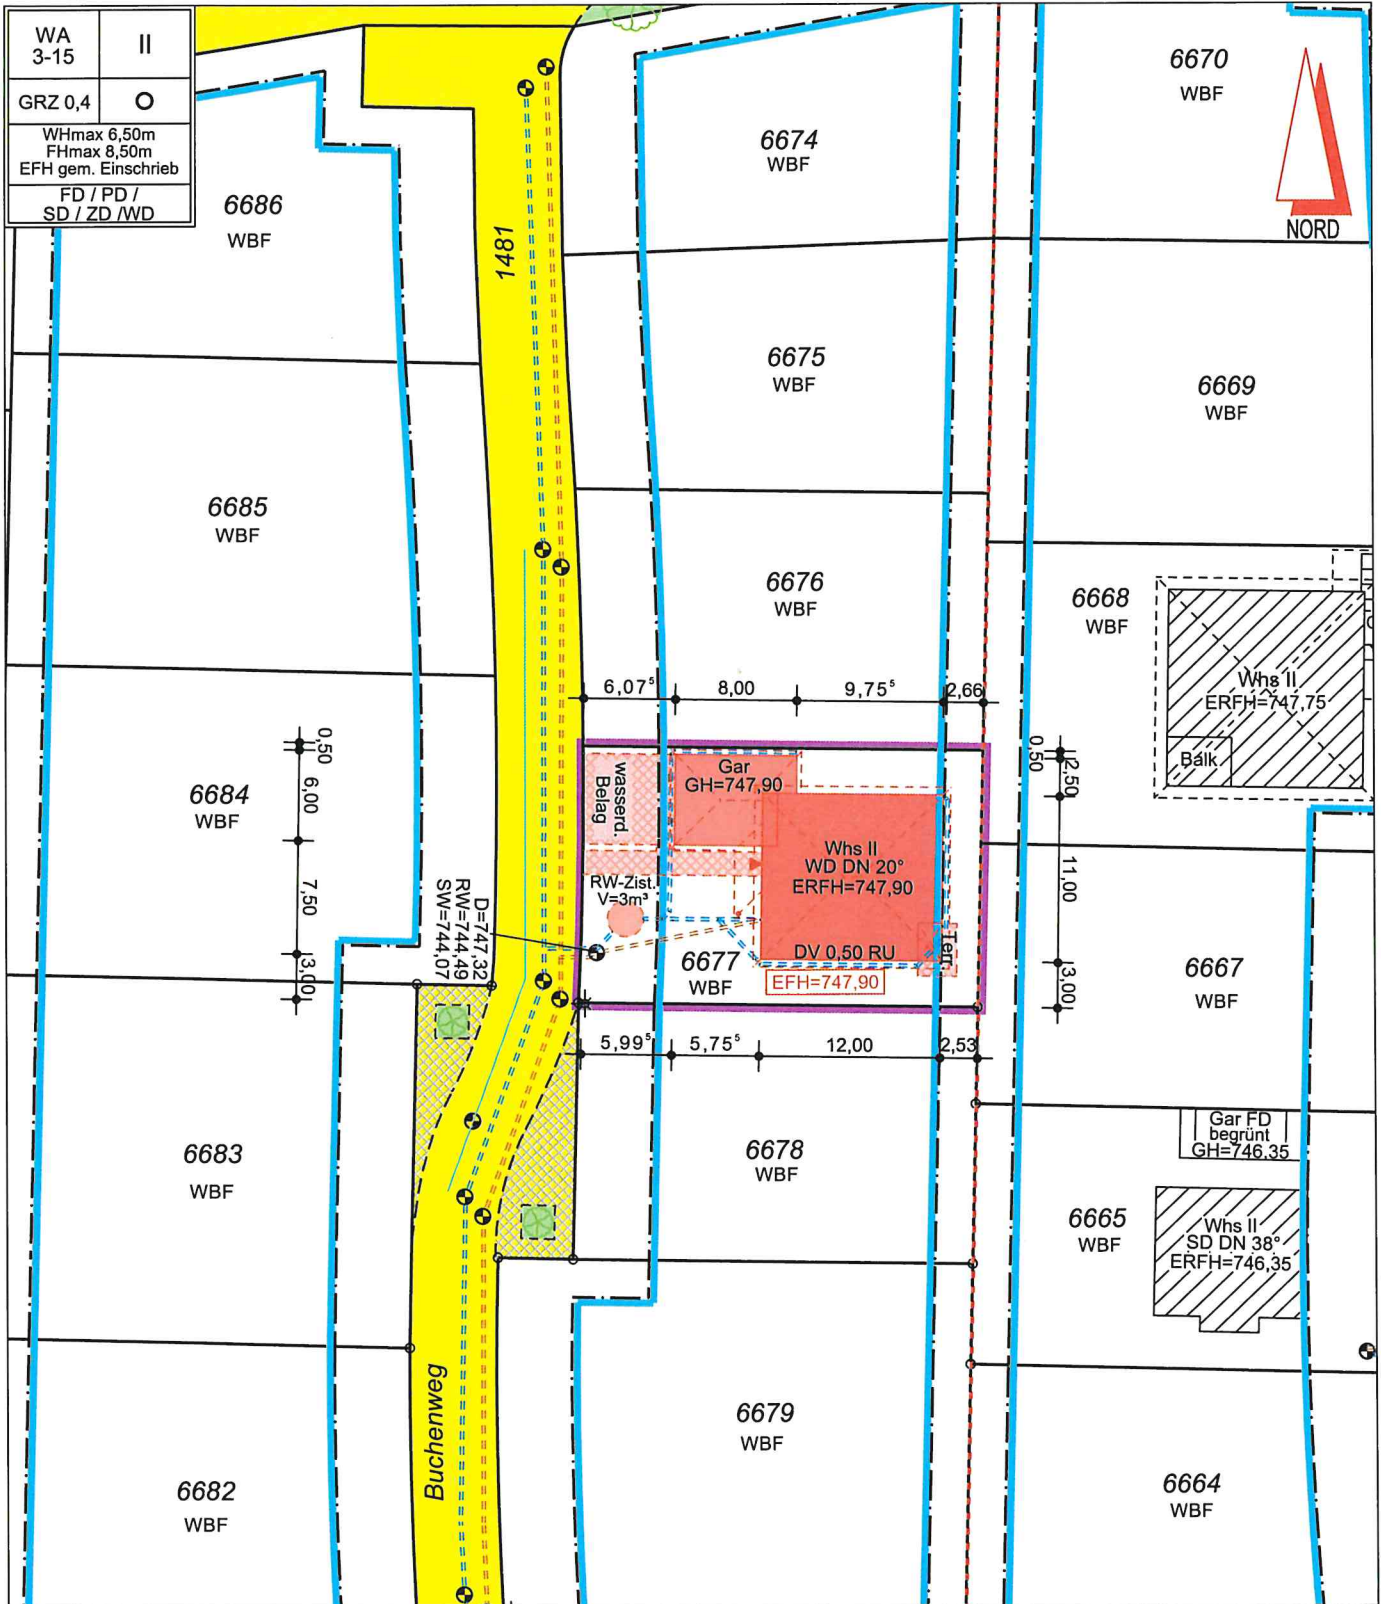 WA
3-15
II
GRZ 0,4
O
WHmax 6,50m
FHmax 8,50m
EFH gem. Einschrieb
FD / PD /
SD / ZD /WD
6686
WBF
1481
6674
WBF
6670
WBF
NORD
6675
WBF
6669
WBF
6685
WBF
6676
WBF
6668
WBF
Whs II
ERFH=747,75
Balk
6,07⁵
8,00
9,75⁵
2,66
0,50
6,00
7,50
3,00
6684
WBF
wasserd.
Belag
Gar
GH=747,90
Whs II
WD DN 20°
ERFH=747,90
RW-Zist.
V=3m³
D=747,32
RW=744,49
SW=744,07
6677
WBF
DV 0,50 RU
EFH=747,90
Terr
0,50
2,50
11,00
3,00
6667
WBF
5,99⁵
5,75⁵
12,00
2,53
6683
WBF
6678
WBF
Gar FD
begrünt
GH=746.35
6665
WBF
Whs II
SD DN 38°
ERFH=746,35
Buchenweg
6679
WBF
6682
WBF
6664
WBF